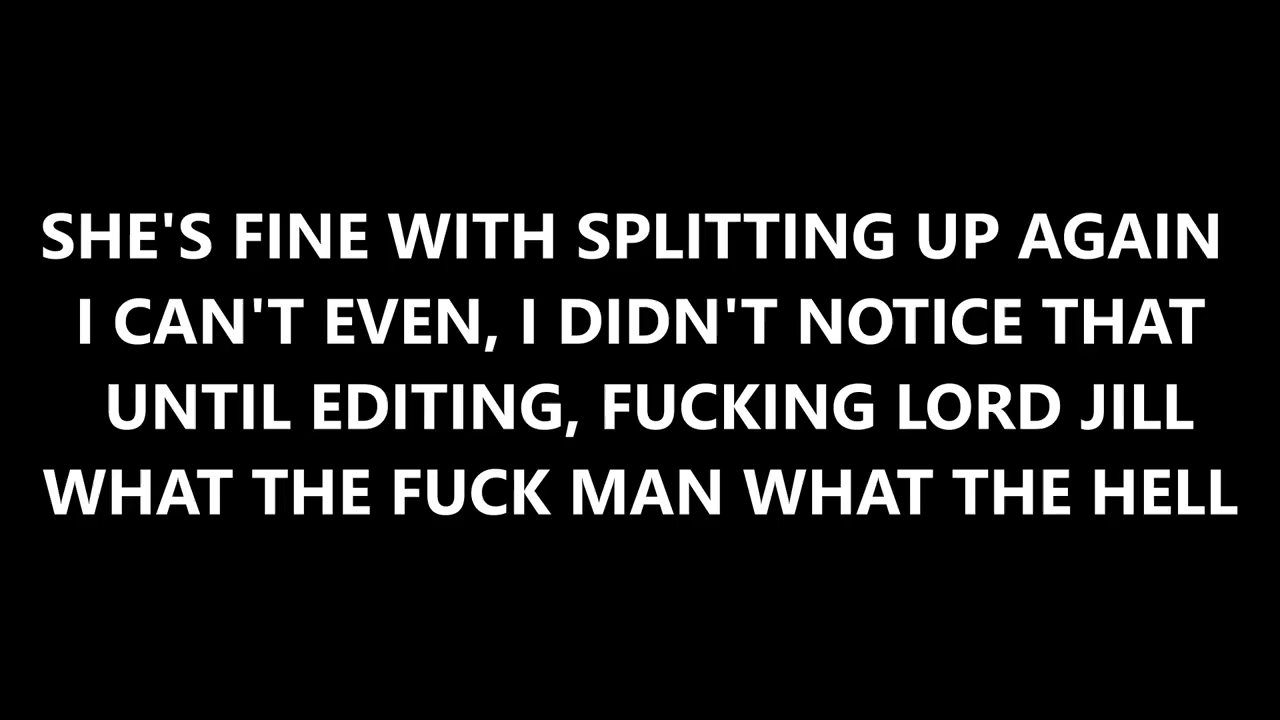 SHE'S FINE WITH SPLITTING UP AGAIN
I CAN'T EVEN, I DIDN'T NOTICE THAT
UNTIL EDITING, FUCKING LORD JILL
WHAT THE FUCK MAN WHAT THE HELL